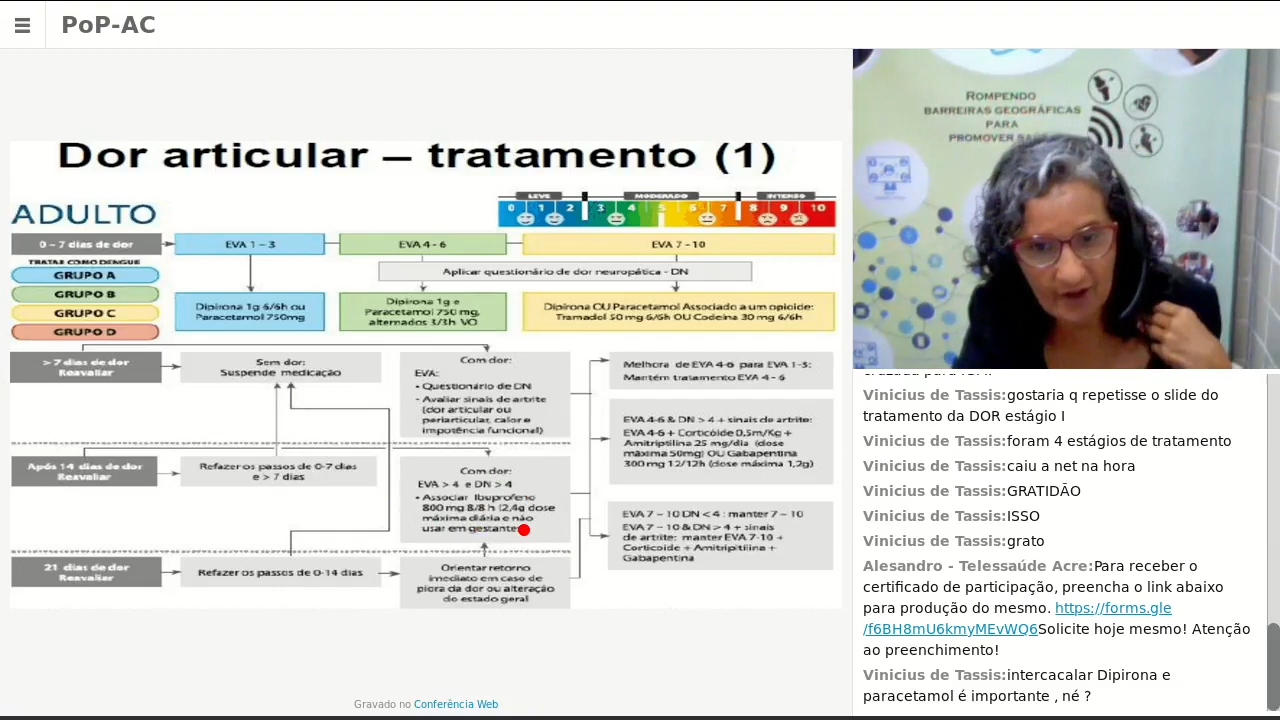 PoP-AC
Dor articular – tratamento (1)
ADULTO
LEVE MODERADO INTENSO
0 1 2 3 4 5 6 7 8 9 10
0 – 7 dias de dor
EVA 1 – 3
EVA 4 - 6
EVA 7 - 10
TRATAR COMO DENGUE
Aplicar questionário de dor neuropática - DN
GRUPO A
GRUPO B
GRUPO C
GRUPO D
Dipirona 1g 6/6h ou
Paracetamol 750mg
Dipirona 1g e
Paracetamol 750 mg,
alternados 3/3h VO
Dipirona OU Paracetamol Associado a um opioide:
Tramadol 50 mg 6/6h OU Codeína 30 mg 6/6h
> 7 dias de dor
Reavaliar
Sem dor:
Suspende medicação
Com dor:
EVA:
• Questionário de DN
• Avaliar sinais de artrite
(dor articular ou
periarticular, calor e
impotência funcional)
Melhora de EVA 4-6 para EVA 1-3:
Mantém tratamento EVA 4 - 6
EVA 4-6 & DN > 4 + sinais de artrite:
EVA 4-6 + Corticóide 0,5m/Kg +
Amitriptilina 25 mg/dia (dose
máxima 50mg) OU Gabapentina
300 mg 12/12h (dose máxima 1,2g)
Após 14 dias de dor
Reavaliar
Refazer os passos de 0-7 dias
e > 7 dias
Com dor:
EVA > 4 e DN > 4
• Associar Ibuprofeno
800 mg 8/8 h (2,4g dose
máxima diária e não
usar em gestante
EVA 7 – 10 DN < 4 : manter 7 – 10
EVA 7 – 10 & DN > 4 + sinais
de artrite: manter EVA 7-10 +
Corticoide + Amitripitilina +
Gabapentina
21 dias de dor
Reavaliar
Refazer os passos de 0-14 dias
Orientar retorno
imediato em caso de
piora da dor ou alteração
do estado geral
Gravado no Conferência Web
ROMPENDO
BARREIRAS GEOGRÁFICAS
PARA
PROMOVER
Vinicius de Tassis:gostaria q repetisse o slide do
tratamento da DOR estágio I
Vinicius de Tassis:foram 4 estágios de tratamento
Vinicius de Tassis:caiu a net na hora
Vinicius de Tassis:GRATIDÃO
Vinicius de Tassis:ISSO
Vinicius de Tassis:grato
Alesandro - Telessaúde Acre:Para receber o
certificado de participação, preencha o link abaixo
para produção do mesmo. https://forms.gle
/f6BH8mU6kmyMEvWQ6Solicite hoje mesmo! Atenção
ao preenchimento!
Vinicius de Tassis:intercacalar Dipirona e
paracetamol é importante , né ?